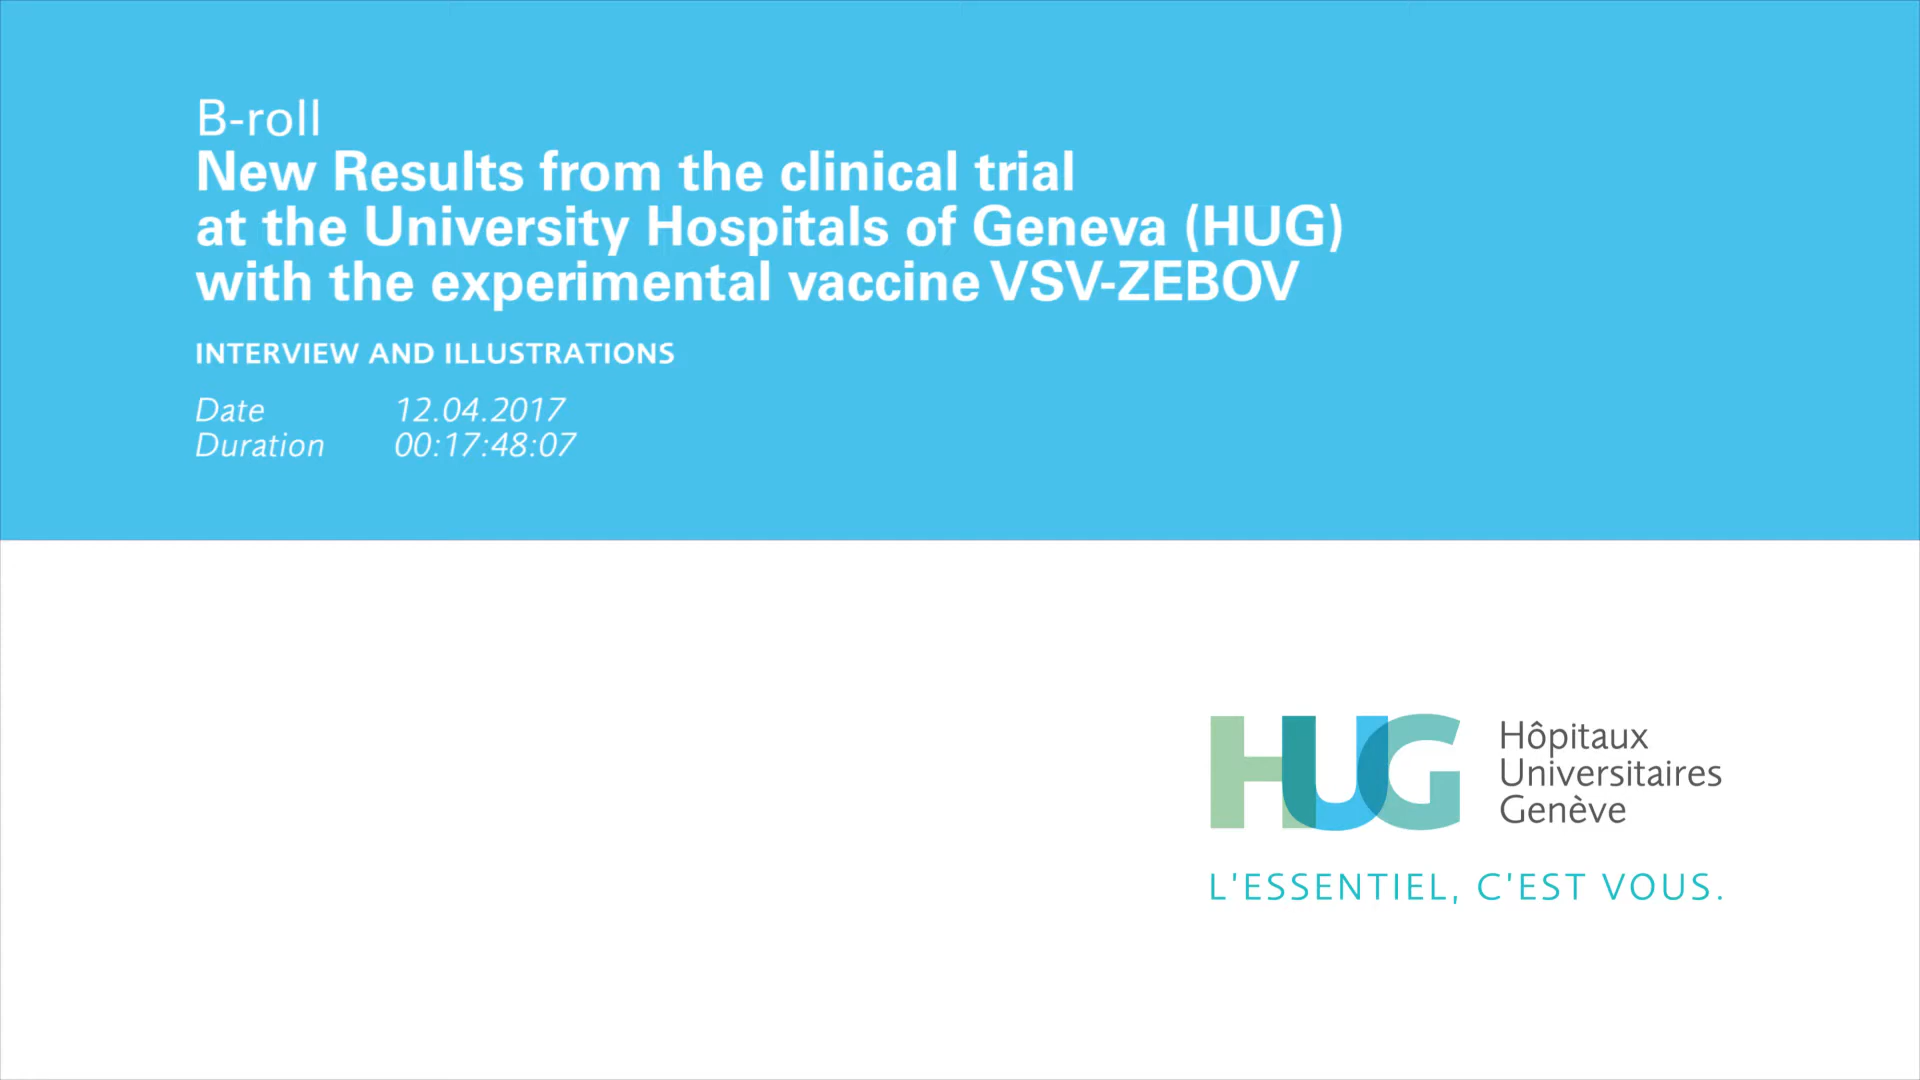 B-roll
New Results from the clinical trial
at the University Hospitals of Geneva (HUG)
with the experimental vaccine VSV-ZEBOV
INTERVIEW AND ILLUSTRATIONS
Date 12.04.2017
Duration 00:17:48:07
HUG
Hôpitaux
Universitaires
Genève
L'ESSENTIEL, C'EST VOUS.